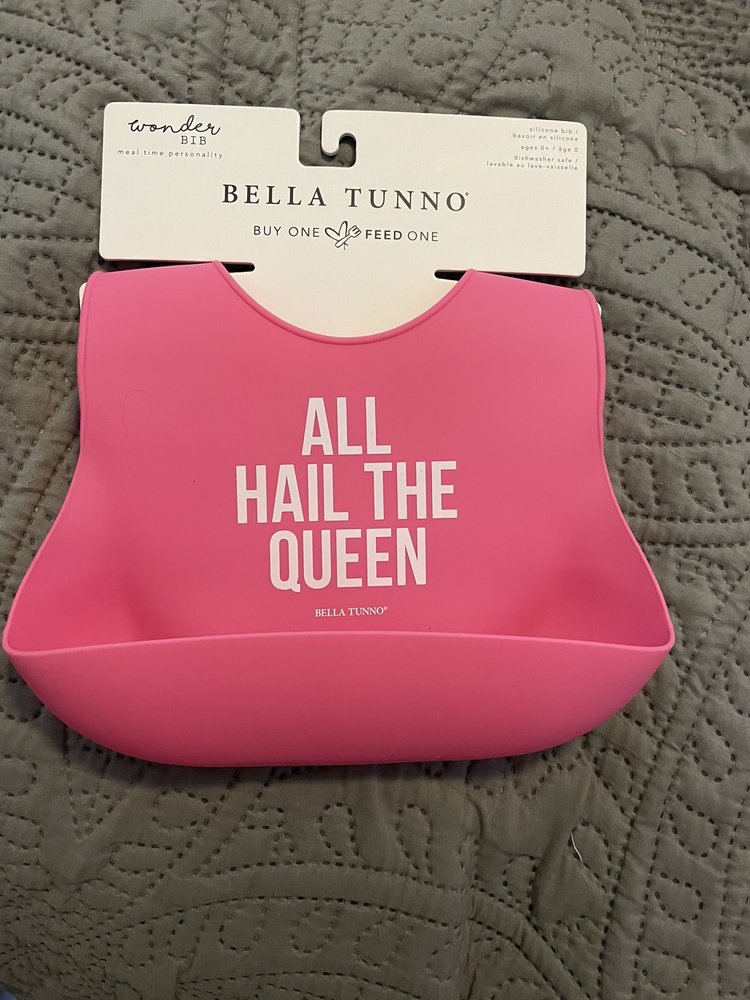 wonder
BIB
meal time personality
silicone bib /
bavoir en silicone
ages 0+ / âge 0
dishwasher safe /
lavable au lave-vaisselle
BELLA TUNNO®
BUY ONE FEED ONE
ALL
HAIL THE
QUEEN
BELLA TUNNO®